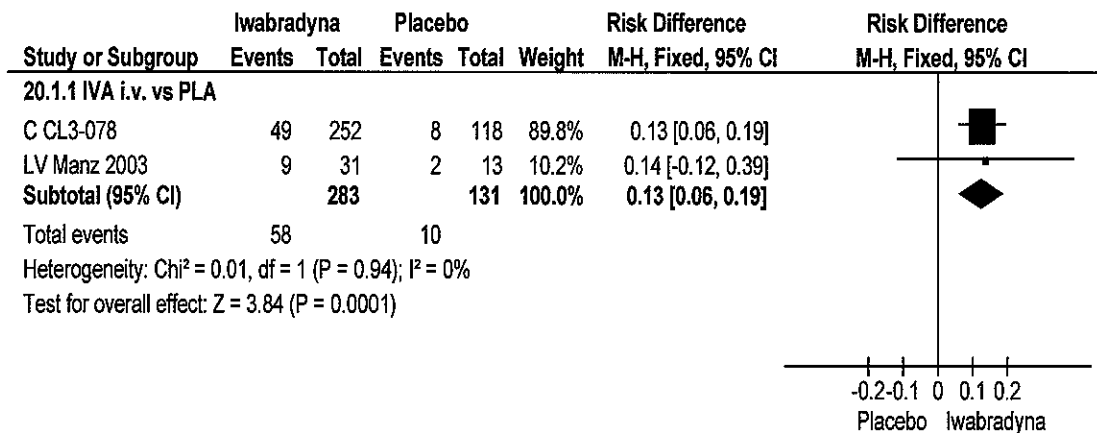 Iwabradyna Placebo Risk Difference Risk Difference
Study or Subgroup Events Total Events Total Weight M-H, Fixed, 95% CI M-H, Fixed, 95% CI
20.1.1 IVA i.v. vs PLA
C CL3-078 49 252 8 118 89.8% 0.13 [0.06, 0.19]
LV Manz 2003 9 31 2 13 10.2% 0.14 [-0.12, 0.39]
Subtotal (95% CI) 283 131 100.0% 0.13 [0.06, 0.19]
Total events 58 10
Heterogeneity: Chi² = 0.01, df = 1 (P = 0.94); I² = 0%
Test for overall effect: Z = 3.84 (P = 0.0001)
-0.2 -0.1 0 0.1 0.2
Placebo Iwabradyna